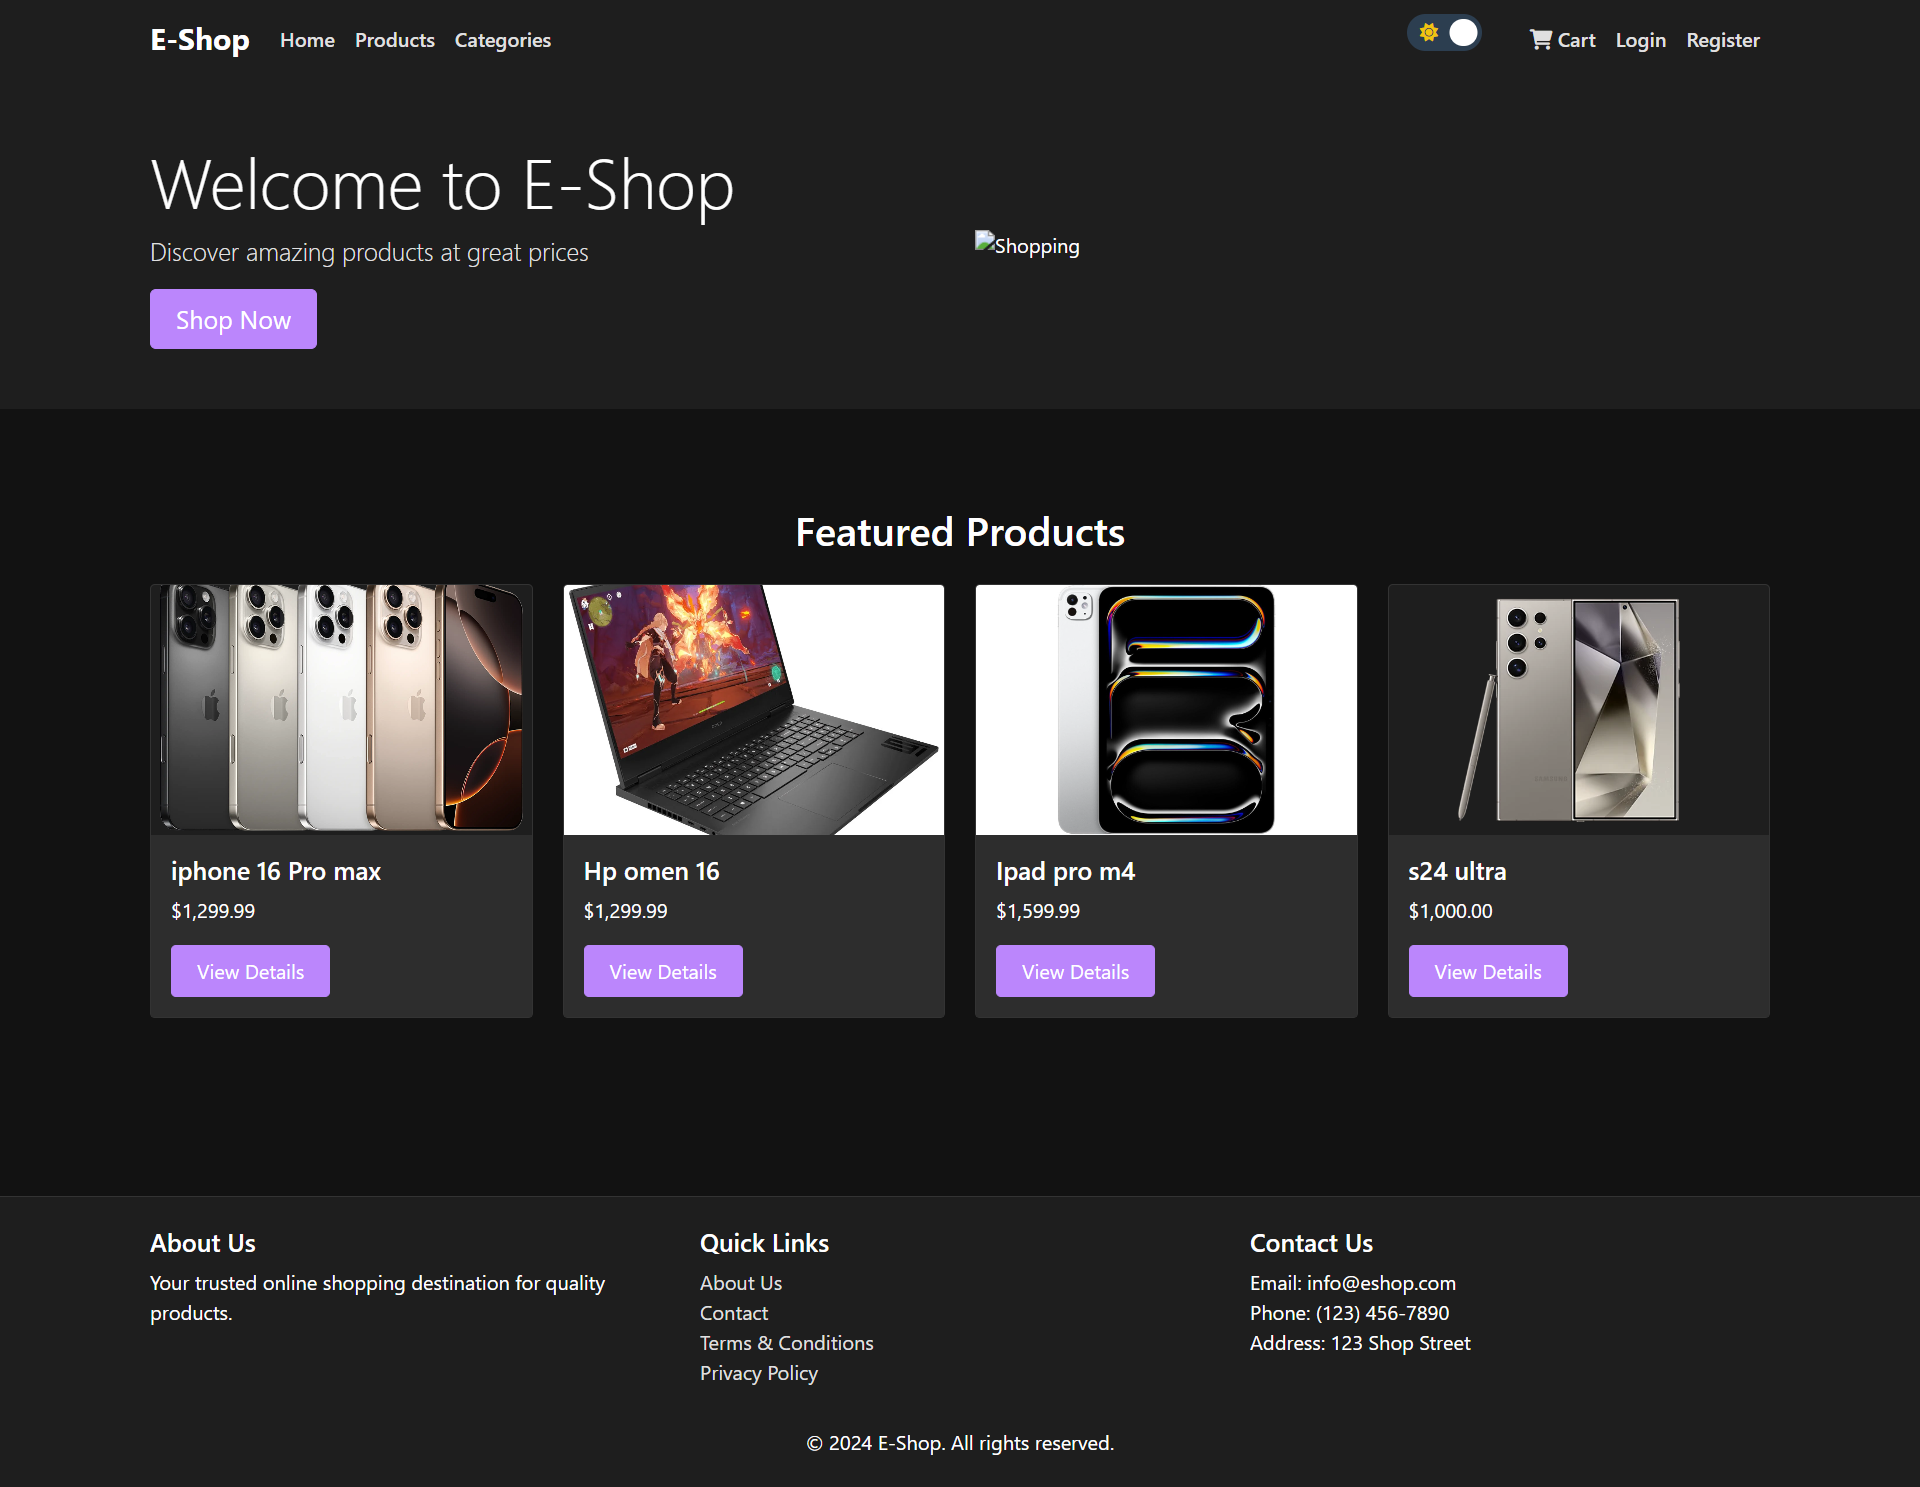 E-Shop Home Products Categories Cart Login Register
Welcome to E-Shop
Discover amazing products at great prices
Shopping
Shop Now
Featured Products
iphone 16 Pro max
$1,299.99
View Details
Hp omen 16
$1,299.99
View Details
Ipad pro m4
$1,599.99
View Details
SAMSUNG
s24 ultra
$1,000.00
View Details
About Us
Your trusted online shopping destination for quality
products.
Quick Links
About Us
Contact
Terms & Conditions
Privacy Policy
Contact Us
Email: info@eshop.com
Phone: (123) 456-7890
Address: 123 Shop Street
© 2024 E-Shop. All rights reserved.